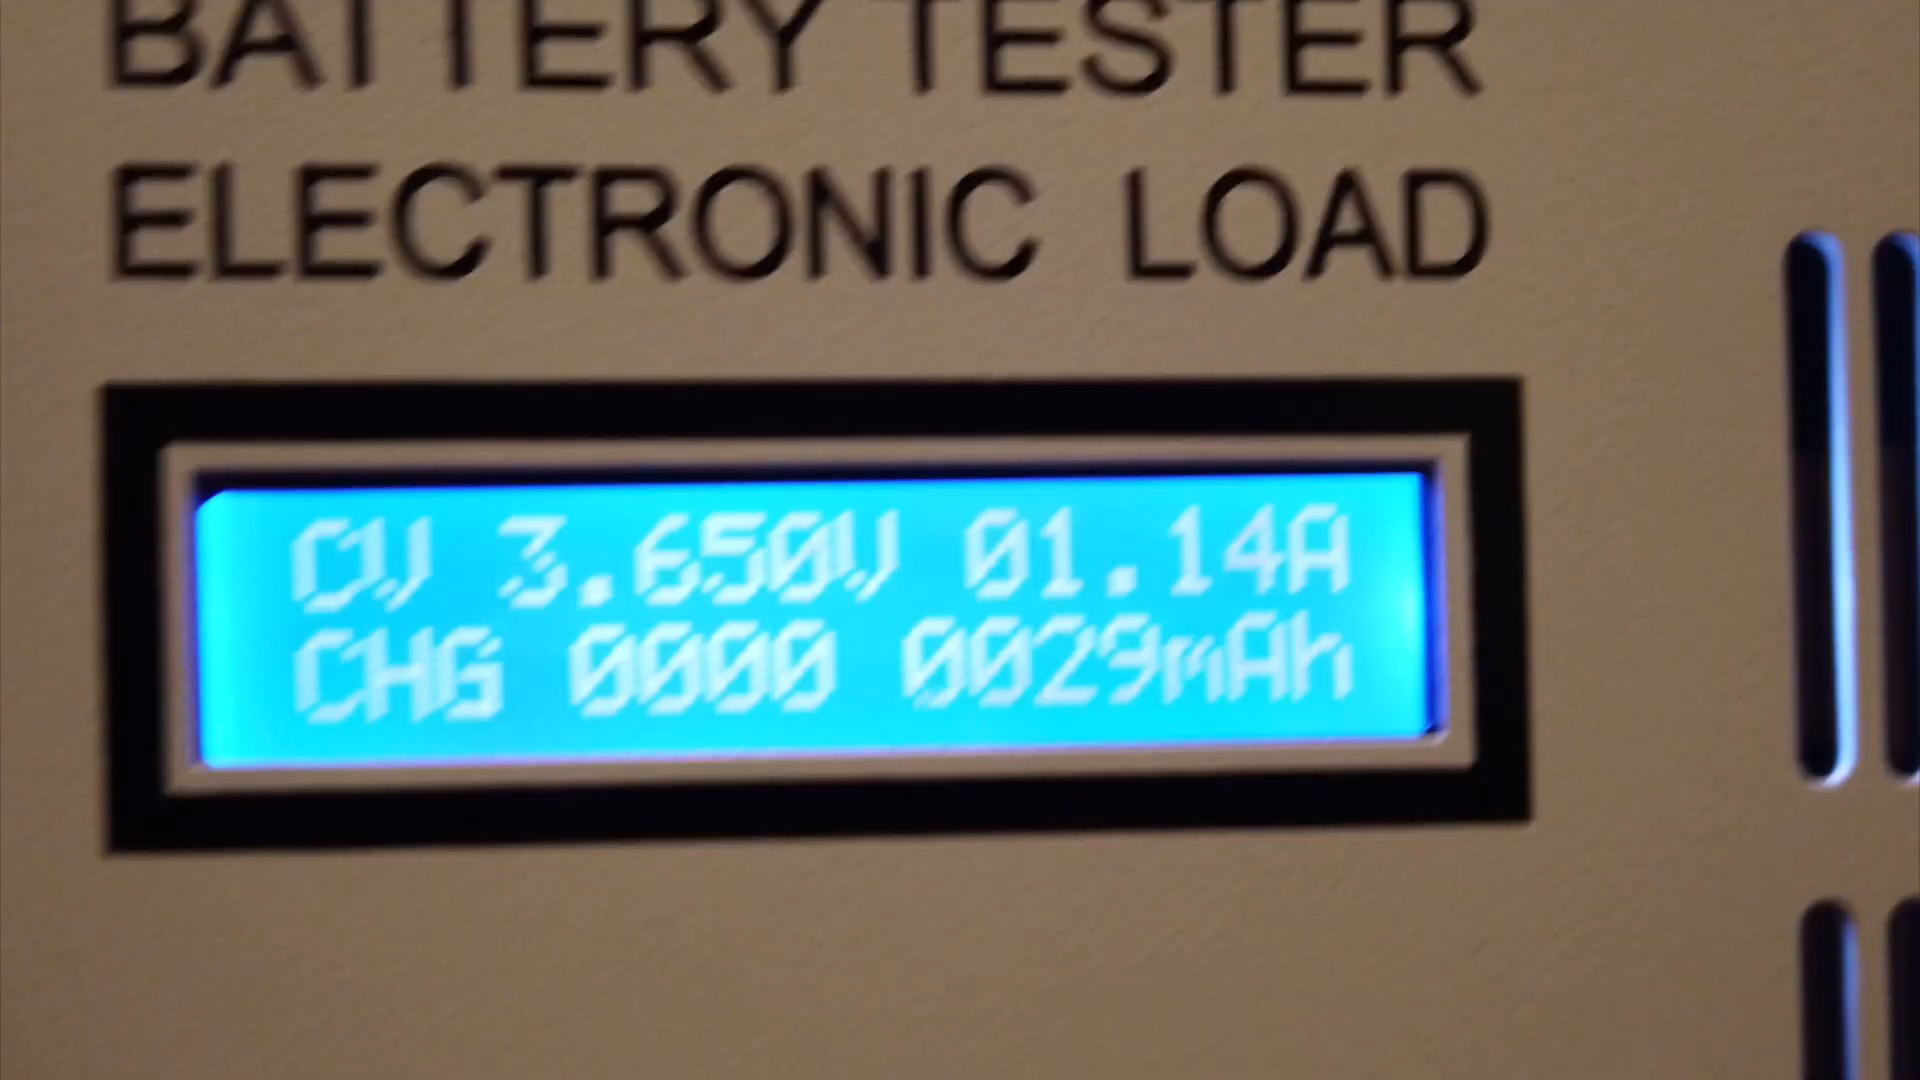 BATTERY TESTER
ELECTRONIC LOAD
CV 3.650V 01.14A
CHG 0000 0029mAh